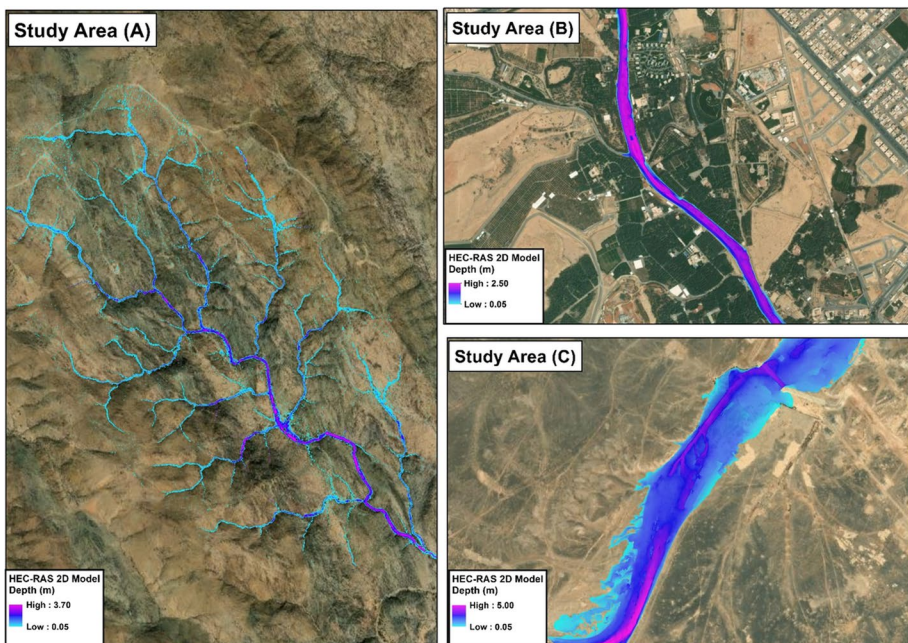 Study Area (A)
HEC-RAS 2D Model
Depth (m)
High : 3.70
Low : 0.05
Study Area (B)
HEC-RAS 2D Model
Depth (m)
High : 2.50
Low : 0.05
Study Area (C)
HEC-RAS 2D Model
Depth (m)
High : 5.00
Low : 0.05